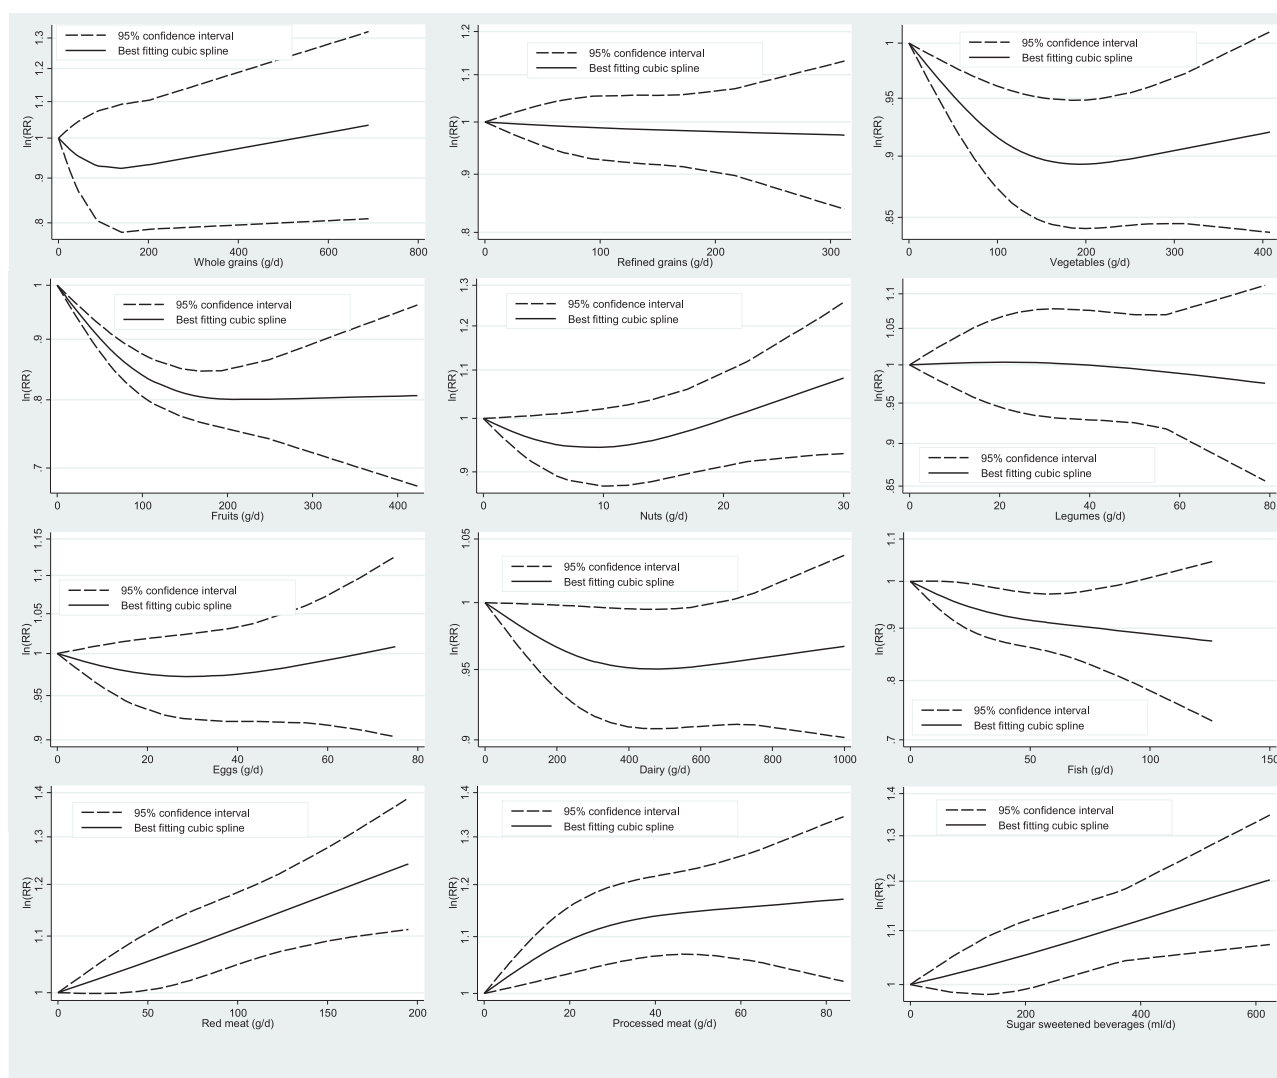 95% confidence interval
Best fitting cubic spline
ln(RR)
.8 .9 1 1.1 1.2 1.3
0 200 400 600 800
Whole grains (g/d)
95% confidence interval
Best fitting cubic spline
ln(RR)
.8 .9 1 1.1 1.2
0 100 200 300
Refined grains (g/d)
95% confidence interval
Best fitting cubic spline
ln(RR)
.85 .9 .95 1
0 100 200 300 400
Vegetables (g/d)
95% confidence interval
Best fitting cubic spline
ln(RR)
.7 .8 .9 1
0 100 200 300 400
Fruits (g/d)
95% confidence interval
Best fitting cubic spline
ln(RR)
.9 1 1.1 1.2 1.3
0 10 20 30
Nuts (g/d)
95% confidence interval
Best fitting cubic spline
ln(RR)
.85 .9 .95 1 1.05 1.1
0 20 40 60 80
Legumes (g/d)
95% confidence interval
Best fitting cubic spline
ln(RR)
.9 .95 1 1.05 1.1 1.15
0 20 40 60 80
Eggs (g/d)
95% confidence interval
Best fitting cubic spline
ln(RR)
.9 .95 1 1.05
0 200 400 600 800 1000
Dairy (g/d)
95% confidence interval
Best fitting cubic spline
ln(RR)
.7 .8 .9 1 1.1
0 50 100 150
Fish (g/d)
95% confidence interval
Best fitting cubic spline
ln(RR)
1 1.1 1.2 1.3 1.4
0 50 100 150 200
Red meat (g/d)
95% confidence interval
Best fitting cubic spline
ln(RR)
1 1.1 1.2 1.3 1.4
0 20 40 60 80
Processed meat (g/d)
95% confidence interval
Best fitting cubic spline
ln(RR)
1 1.1 1.2 1.3 1.4
0 200 400 600
Sugar sweetened beverages (ml/d)